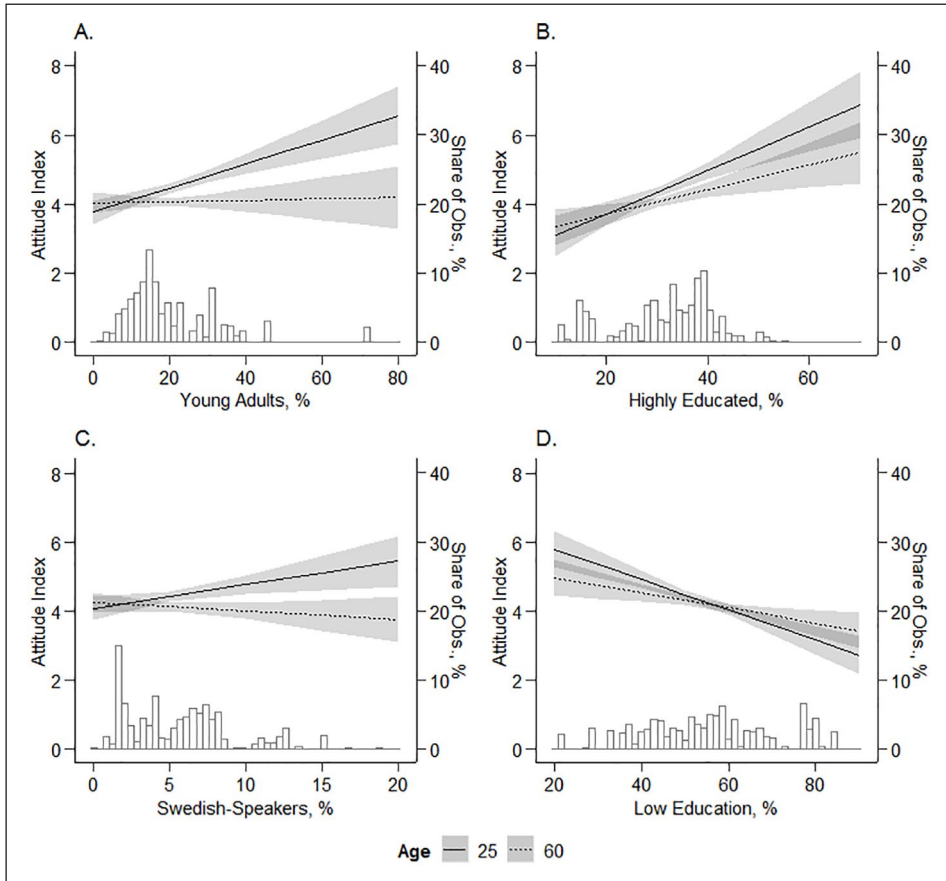 A.
B.
8 40 8 40
6 30 6 30
4 20 4 20
2 10 2 10
0 0 0 0
Attitude Index
Share of Obs., %
Attitude Index
Share of Obs., %
0 20 40 60 80
20 40 60
Young Adults, %
Highly Educated, %
C.
D.
8 40 8 40
6 30 6 30
4 20 4 20
2 10 2 10
0 0 0 0
Attitude Index
Share of Obs., %
Attitude Index
Share of Obs., %
0 5 10 15 20
20 40 60 80
Swedish-Speakers, %
Low Education, %
Age 25 60